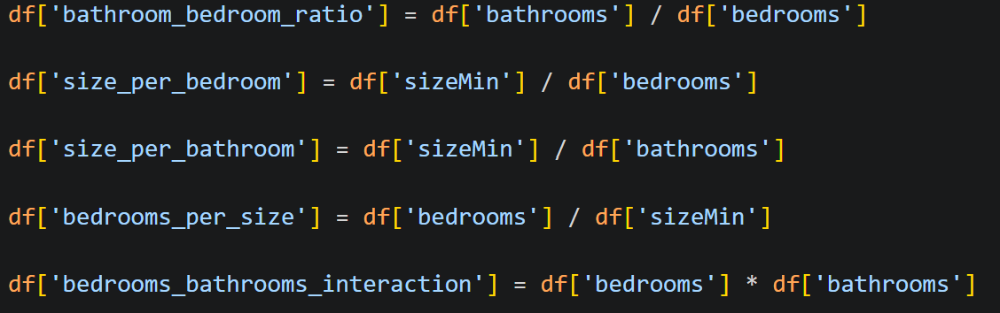 df['bathroom_bedroom_ratio'] = df['bathrooms'] / df['bedrooms']
df['size_per_bedroom'] = df['sizeMin'] / df['bedrooms']
df['size_per_bathroom'] = df['sizeMin'] / df['bathrooms']
df['bedrooms_per_size'] = df['bedrooms'] / df['sizeMin']
df['bedrooms_bathrooms_interaction'] = df['bedrooms'] * df['bathrooms']